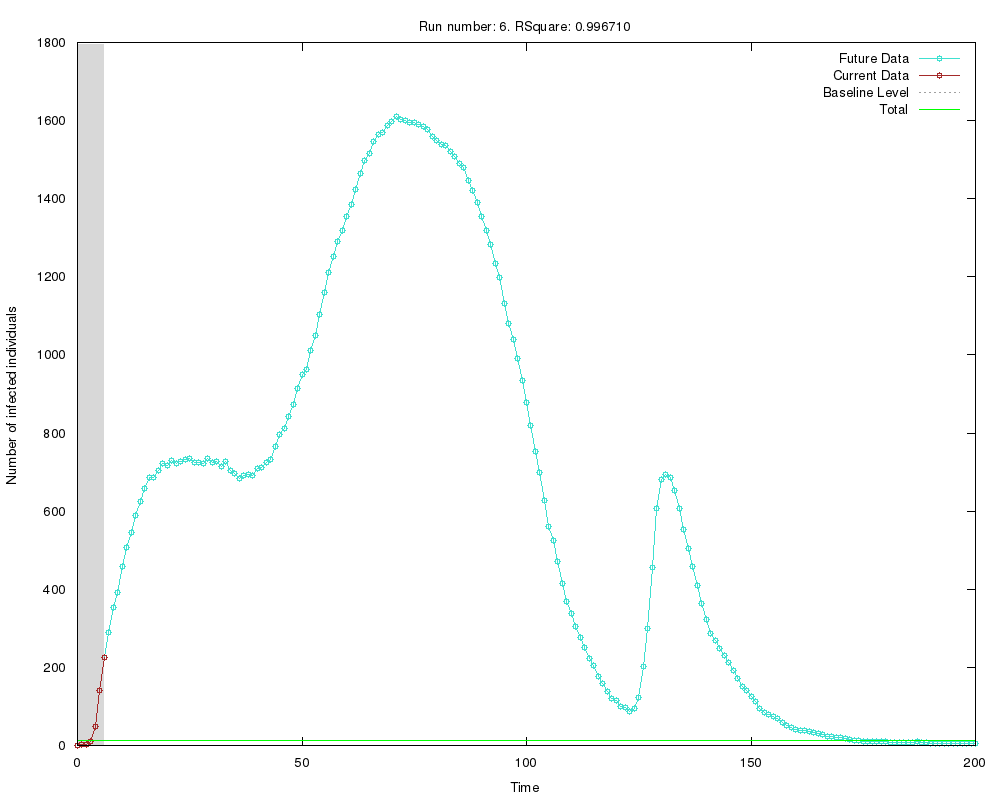 Run number: 6. RSquare: 0.996710
Future Data
Current Data
Baseline Level
Total
Number of infected individuals
1800
1600
1400
1200
1000
800
600
400
200
0
0 50 100 150 200
Time